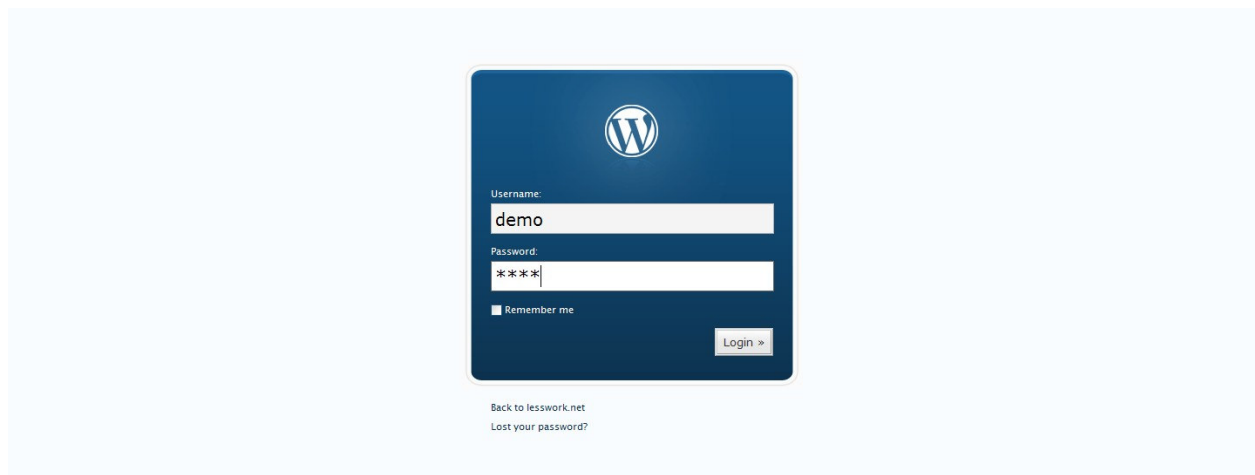 Username:
demo
Password:
****
Remember me
Login »
Back to lesswork.net
Lost your password?